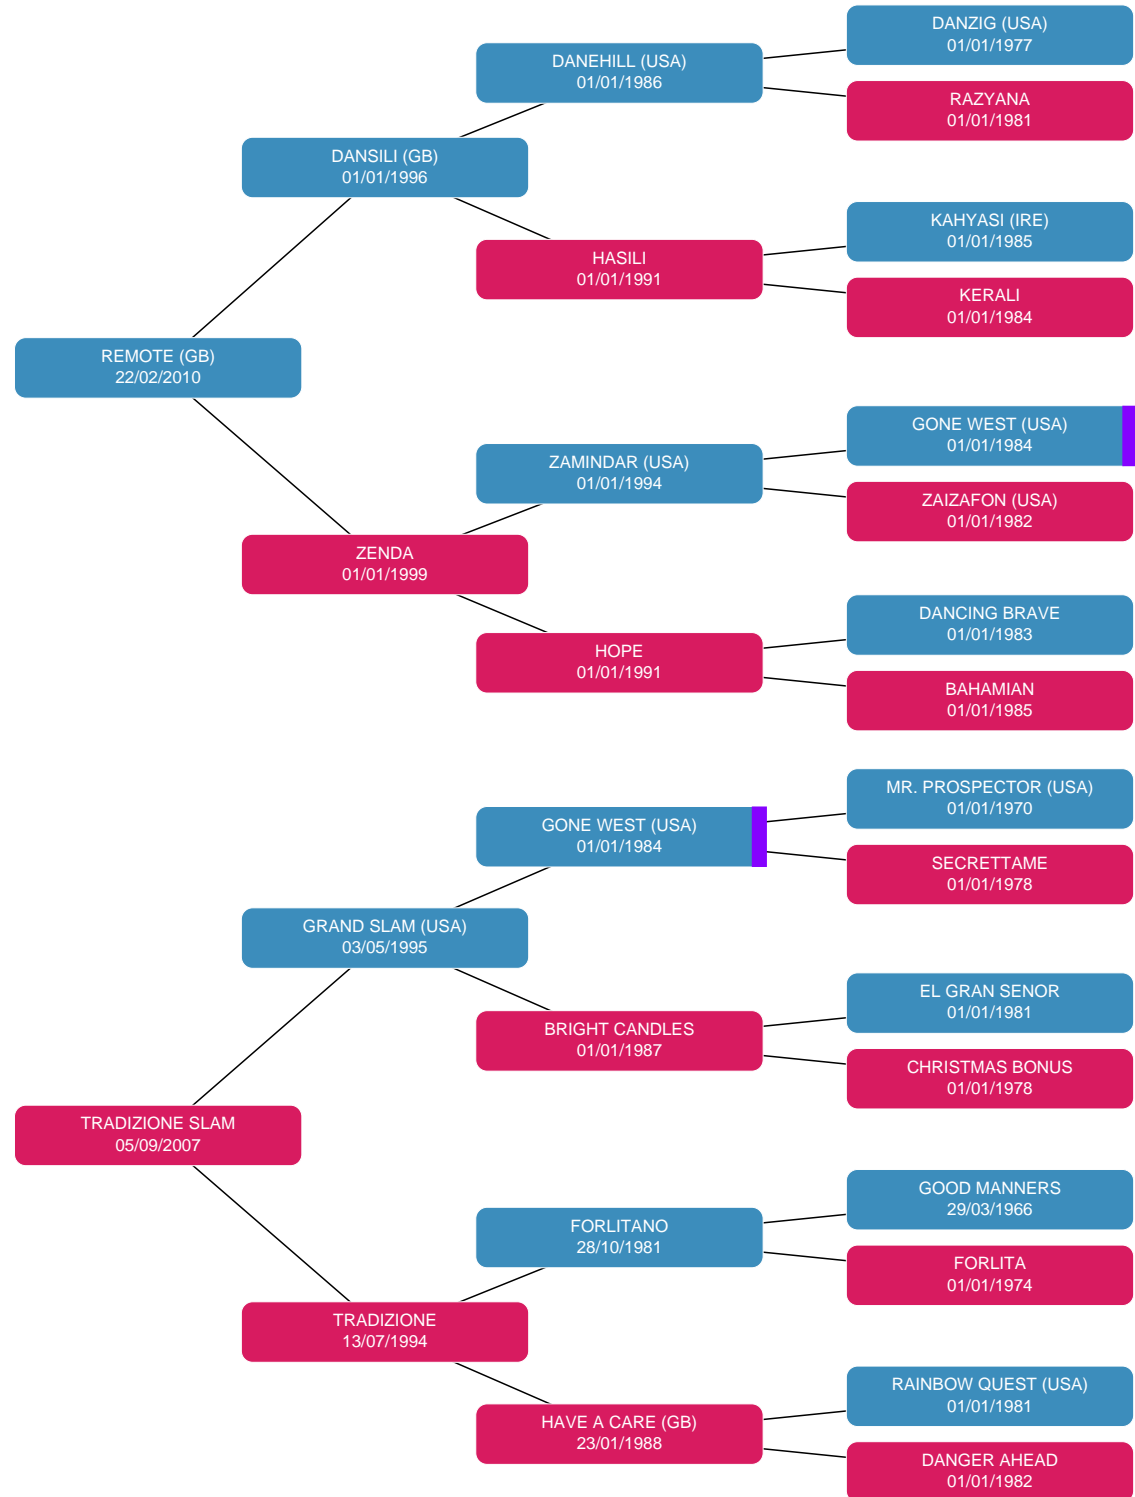 DANZIG (USA)
01/01/1977
DANEHILL (USA)
01/01/1986
RAZYANA
01/01/1981
DANSILI (GB)
01/01/1996
KAHYASI (IRE)
01/01/1985
HASILI
01/01/1991
KERALI
01/01/1984
REMOTE (GB)
22/02/2010
GONE WEST (USA)
01/01/1984
ZAMINDAR (USA)
01/01/1994
ZAIZAFON (USA)
01/01/1982
ZENDA
01/01/1999
DANCING BRAVE
01/01/1983
HOPE
01/01/1991
BAHAMIAN
01/01/1985
MR. PROSPECTOR (USA)
01/01/1970
GONE WEST (USA)
01/01/1984
SECRETTAME
01/01/1978
GRAND SLAM (USA)
03/05/1995
EL GRAN SENOR
01/01/1981
BRIGHT CANDLES
01/01/1987
CHRISTMAS BONUS
01/01/1978
TRADIZIONE SLAM
05/09/2007
GOOD MANNERS
29/03/1966
FORLITANO
28/10/1981
FORLITA
01/01/1974
TRADIZIONE
13/07/1994
RAINBOW QUEST (USA)
01/01/1981
HAVE A CARE (GB)
23/01/1988
DANGER AHEAD
01/01/1982